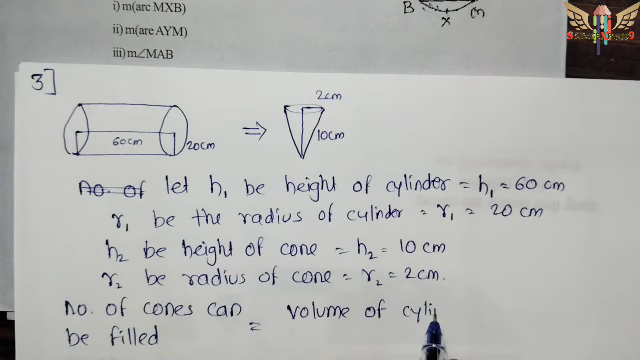 i) m(arc MXB)
ii) m(are AYM)
iii) m∠MAB
B
x
m
3]
60cm
20cm
⇒
2cm
10cm
No. of let h₁ be height of cylinder = h₁ = 60 cm
r₁ be the radius of cylinder = r₁ = 20 cm
h₂ be height of cone = h₂ = 10 cm
r₂ be radius of cone = r₂ = 2cm.
No. of cones can = volume of cyli
be filled